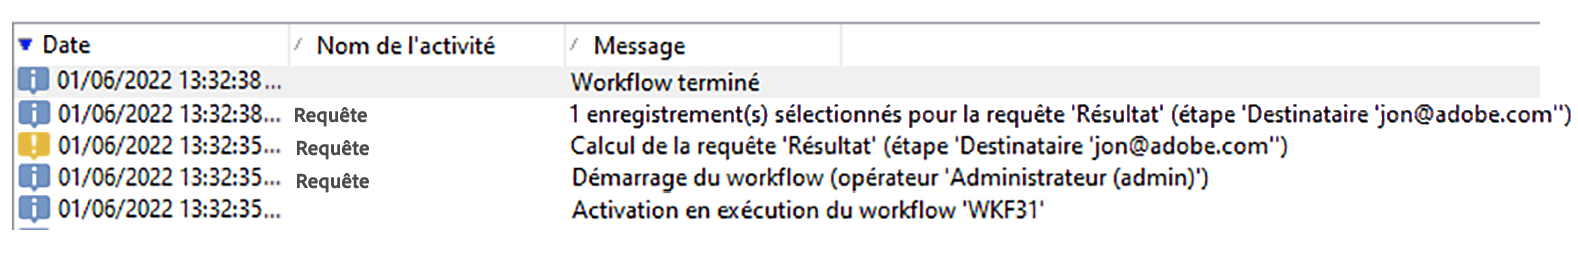 Date Nom de l'activité Message
01/06/2022 13:32:38... Workflow terminé
01/06/2022 13:32:38... Requête 1 enregistrement(s) sélectionnés pour la requête 'Résultat' (étape 'Destinataire 'jon@adobe.com'')
01/06/2022 13:32:35... Requête Calcul de la requête 'Résultat' (étape 'Destinataire 'jon@adobe.com'')
01/06/2022 13:32:35... Requête Démarrage du workflow (opérateur 'Administrateur (admin)')
01/06/2022 13:32:35... Activation en exécution du workflow 'WKF31'